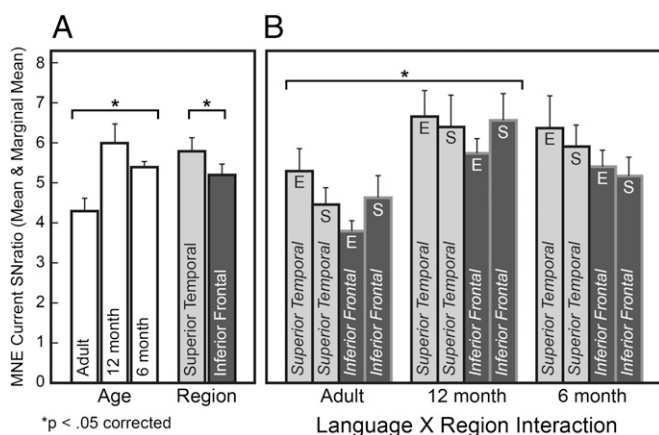 A
B
MNE Current SNratio (Mean & Marginal Mean)
8
7
6
5
4
3
2
1
0
*
*
*
Adult
12 month
6 month
Superior Temporal
Inferior Frontal
E
S
E
S
E
S
E
S
E
S
E
S
Superior Temporal
Superior Temporal
Inferior Frontal
Inferior Frontal
Superior Temporal
Superior Temporal
Inferior Frontal
Inferior Frontal
Superior Temporal
Superior Temporal
Inferior Frontal
Inferior Frontal
Age
Region
Adult
12 month
6 month
*p < .05 corrected
Language X Region Interaction